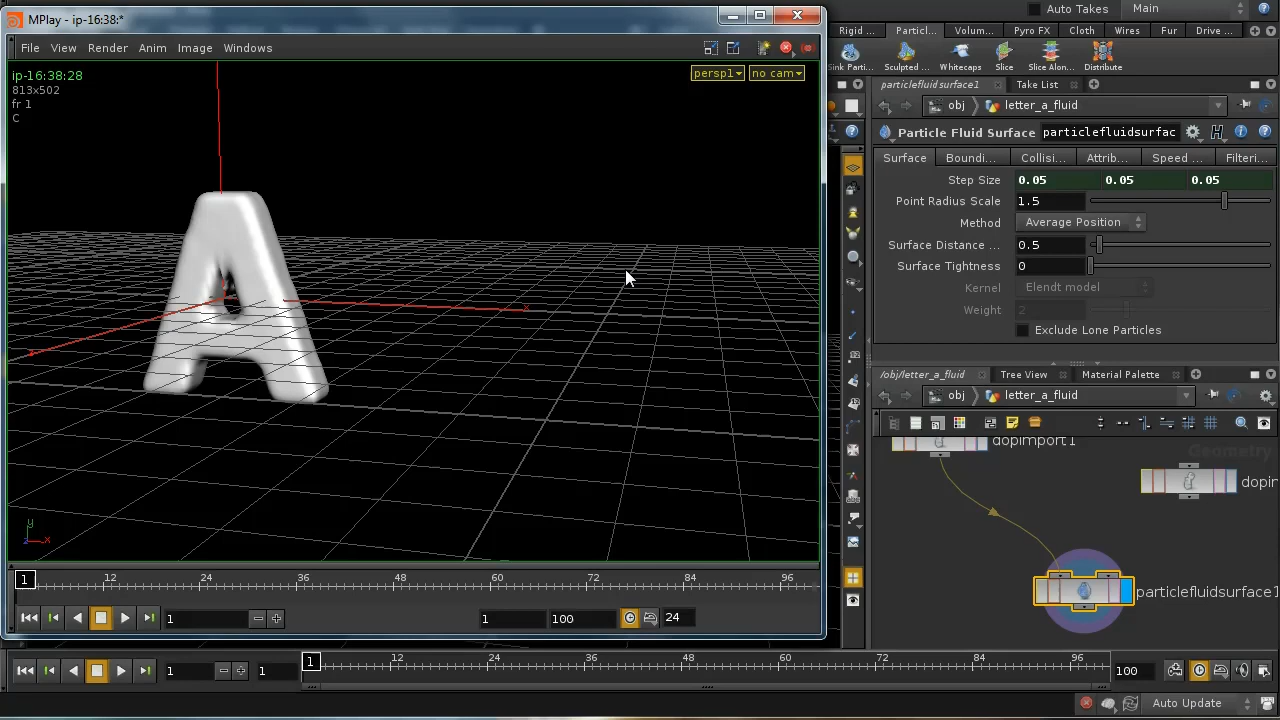 MPlay - ip-16:38:*
File View Render Anim Image Windows
ip-16:38:28
813x502
fr 1
C
persp1 no cam
x
y
z x
1 12 24 36 48 60 72 84 96
1 1 100 24
Auto Takes Main
Rigid ... Particl... Volum... Pyro FX Cloth Wires Fur Drive ...
Sink Parti... Sculpted ... Whitecaps Slice Slice Alon... Distribute
particlefluidsurface1 Take List
obj letter_a_fluid
Particle Fluid Surface particlefluidsurfac
Surface Boundi... Collisi... Attrib... Speed ... Filteri...
Step Size 0.05 0.05 0.05
Point Radius Scale 1.5
Method Average Position
Surface Distance ... 0.5
Surface Tightness 0
Kernel Elendt model
Weight 2
Exclude Lone Particles
/obj/letter_a_fluid Tree View Material Palette
obj letter_a_fluid
dopimport1
Geometry
dopin
particlefluidsurface1
1 1 1 12 24 36 48 60 72 84 96 100
Auto Update